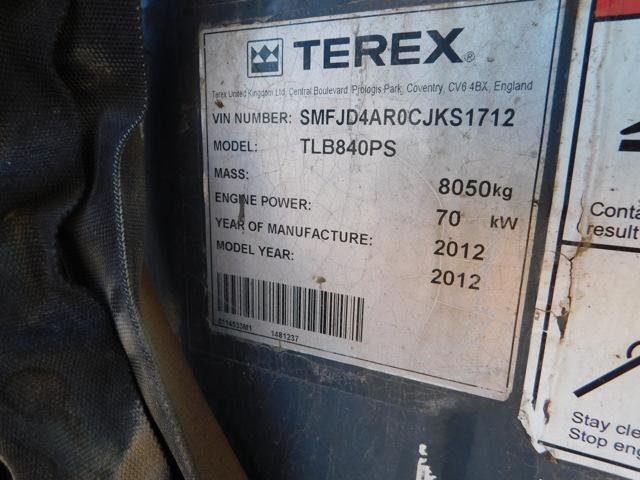 TEREX®
Terex United Kingdom Ltd, Central Boulevard, Prologis Park, Coventry, CV6 4BX, England
VIN NUMBER: SMFJD4AR0CJKS1712
MODEL: TLB840PS
MASS: 8050kg
ENGINE POWER: 70 kW
YEAR OF MANUFACTURE: 2012
MODEL YEAR: 2012
6114533M1 1481237
Conta
result
Stay cle
Stop eng